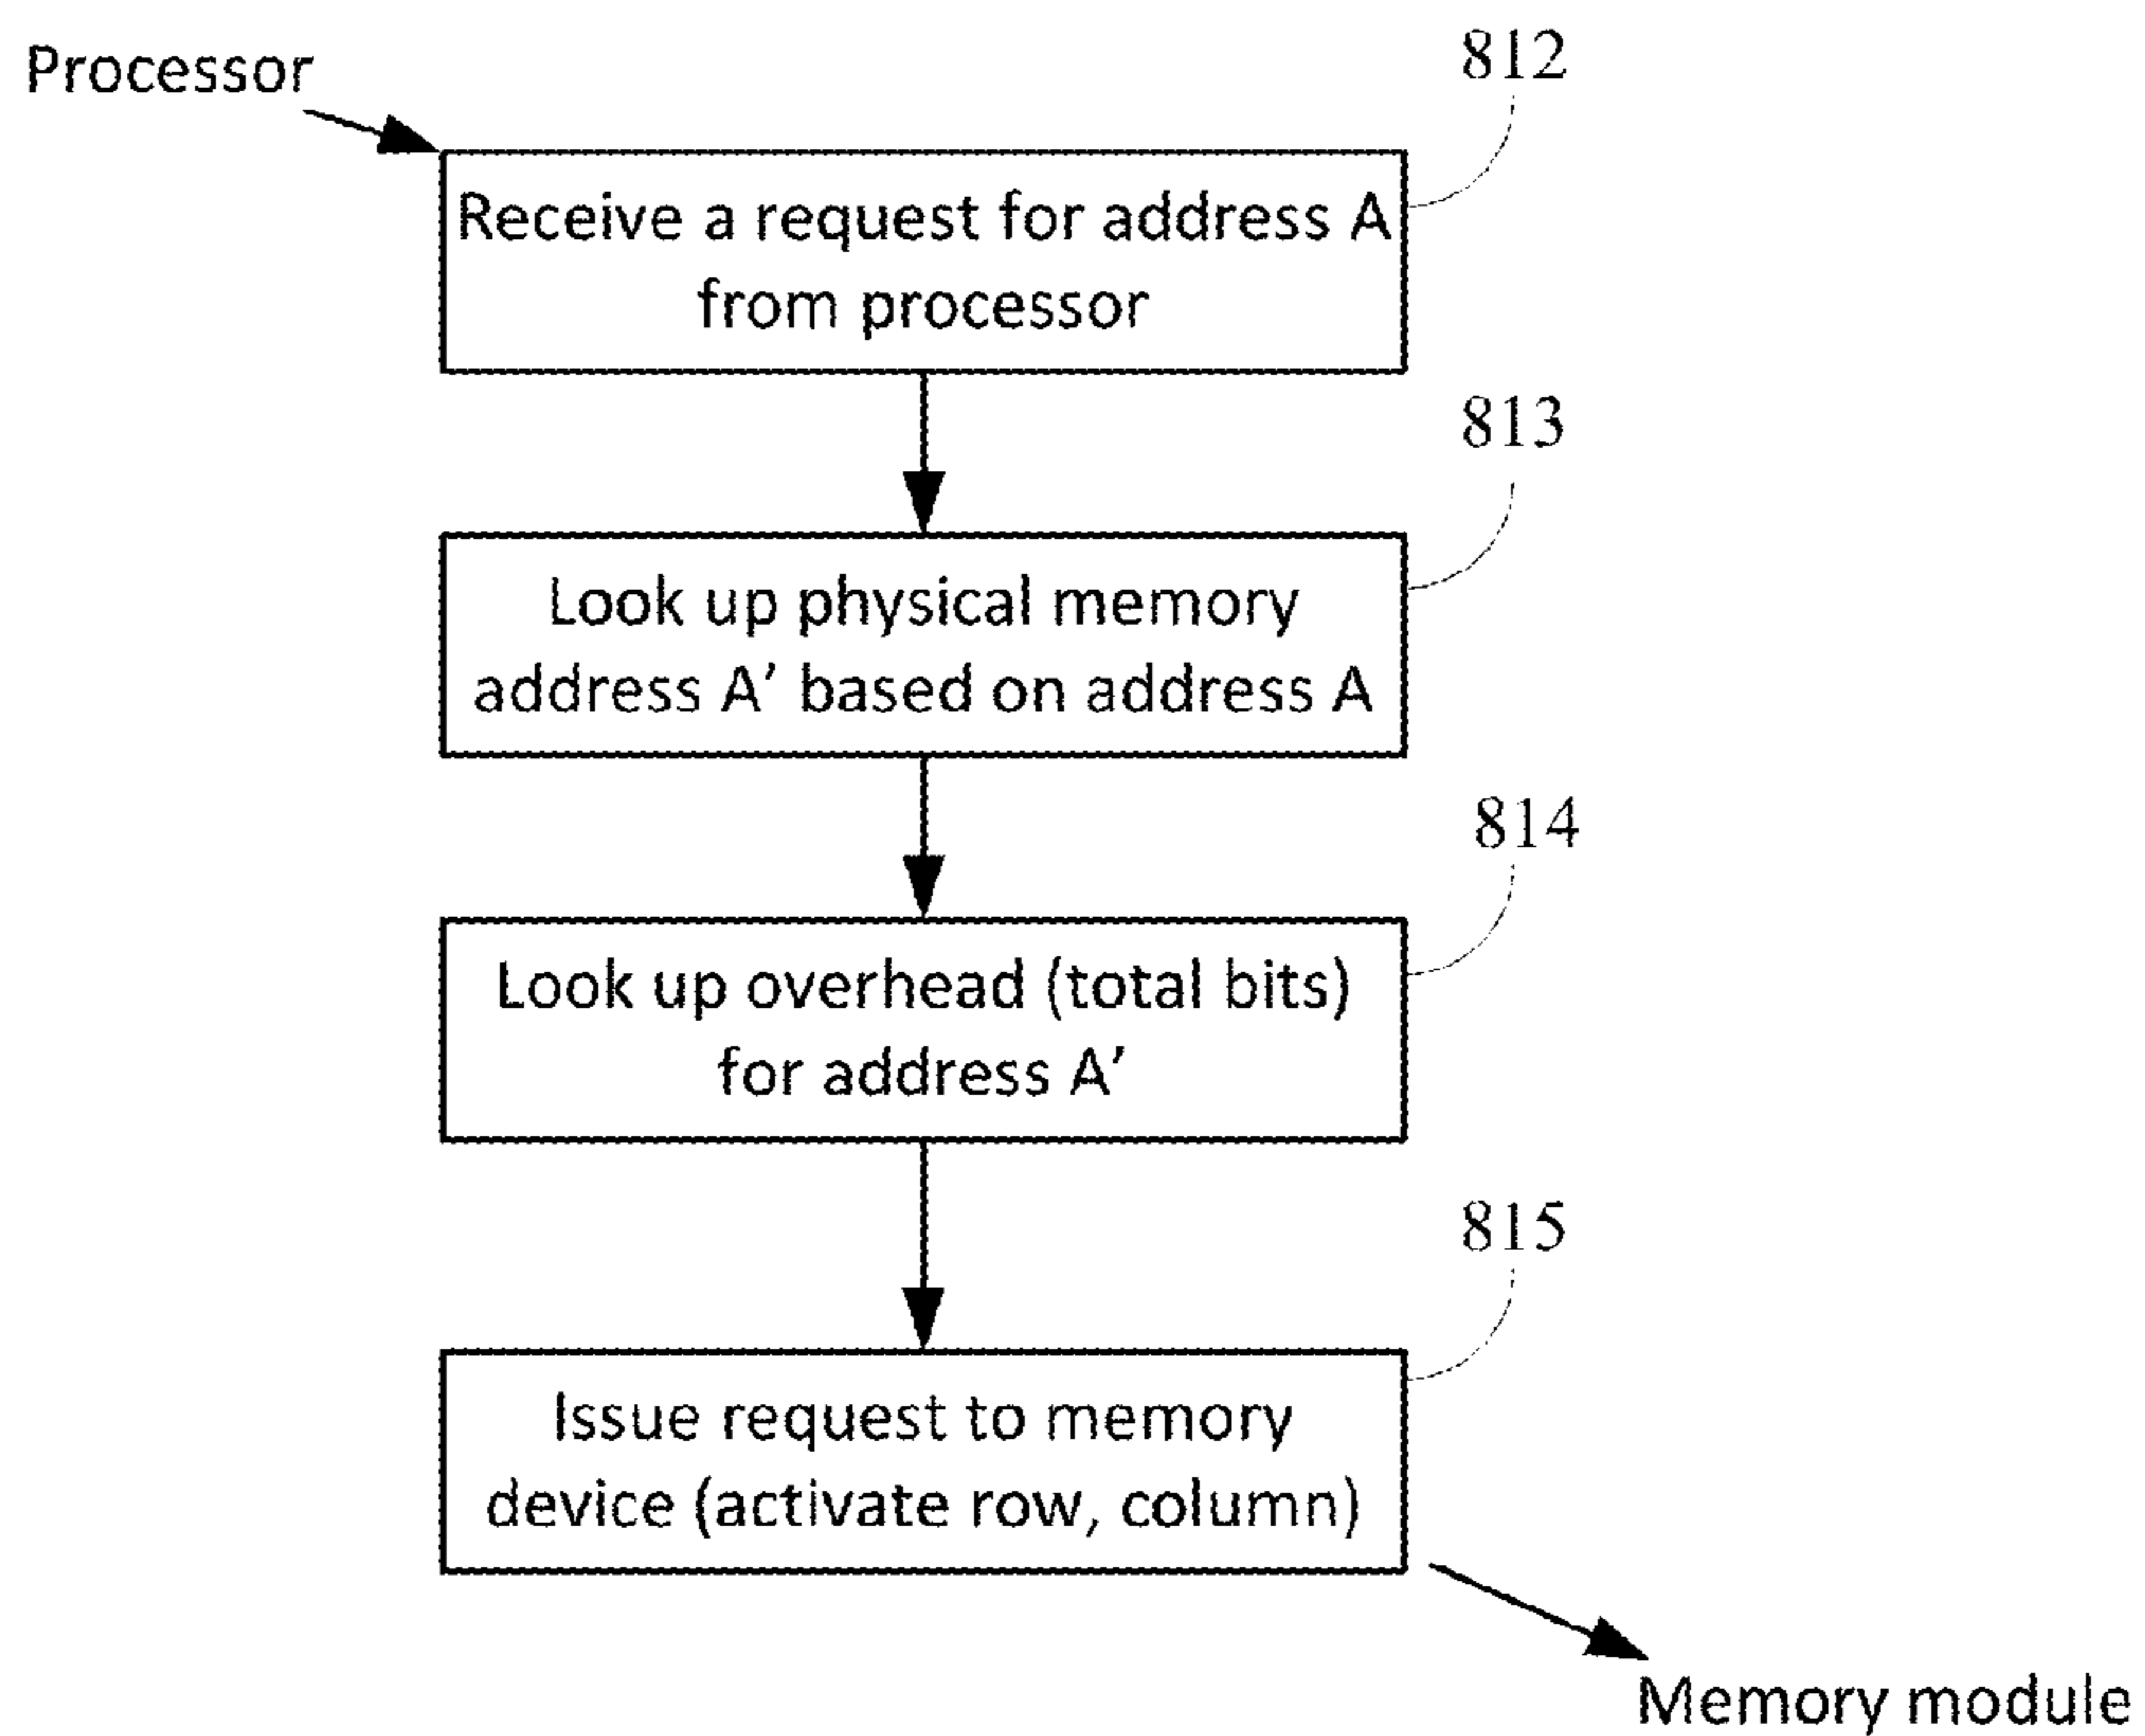 Processor
812
Receive a request for address A
from processor
813
Look up physical memory
address A′ based on address A
814
Look up overhead (total bits)
for address A′
815
Issue request to memory
device (activate row, column)
Memory module